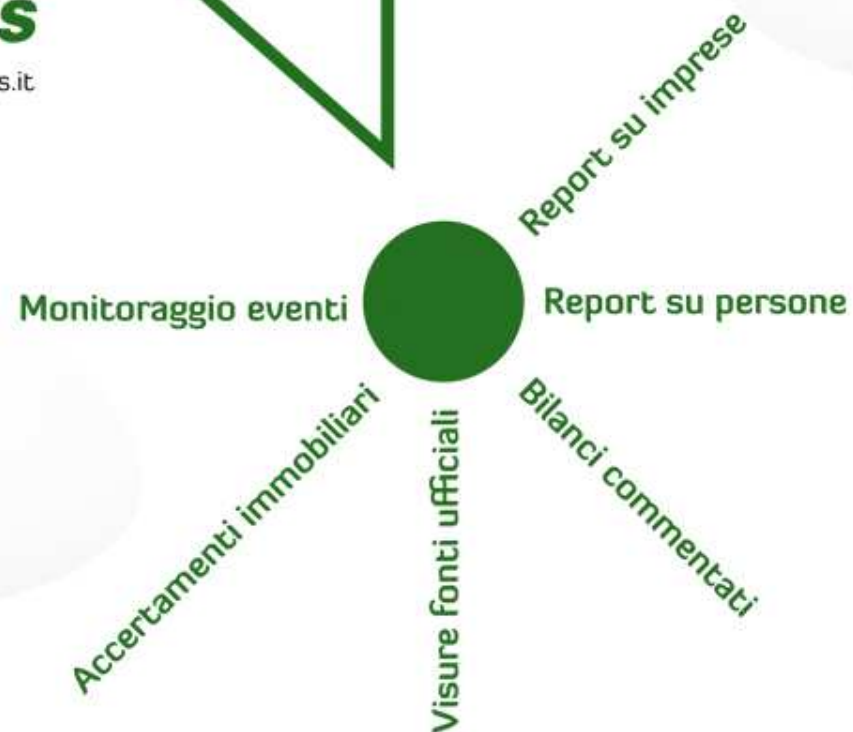 s
s.it
Report su imprese
Monitoraggio eventi
Report su persone
Accertamenti immobiliari
Visure fonti ufficiali
Bilanci commentati